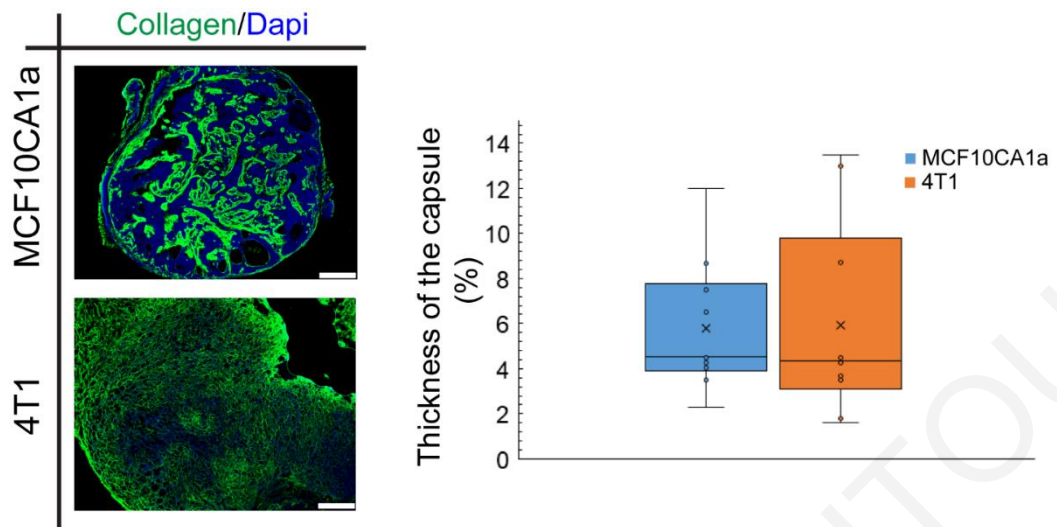 Collagen/Dapi
MCF10CA1a
4T1
Thickness of the capsule
(%)
14
12
10
8
6
4
2
0
MCF10CA1a
4T1